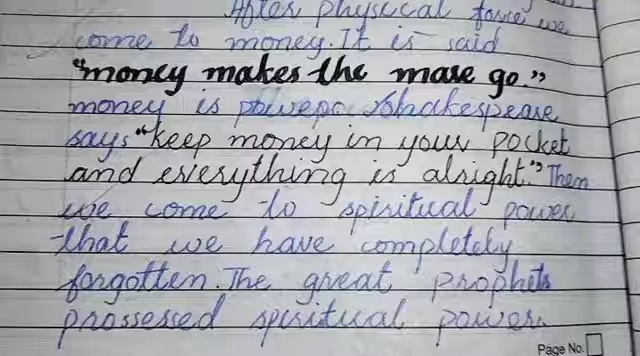 After physical force we
come to money. It is said
"money makes the mare go."
money is powepo Shakespeare
says "keep money in your pocket
and everything is alright." Then
we come to spiritual power
that we have completely
forgotten. The great prophets
prossessed spiritual power.
Page No.